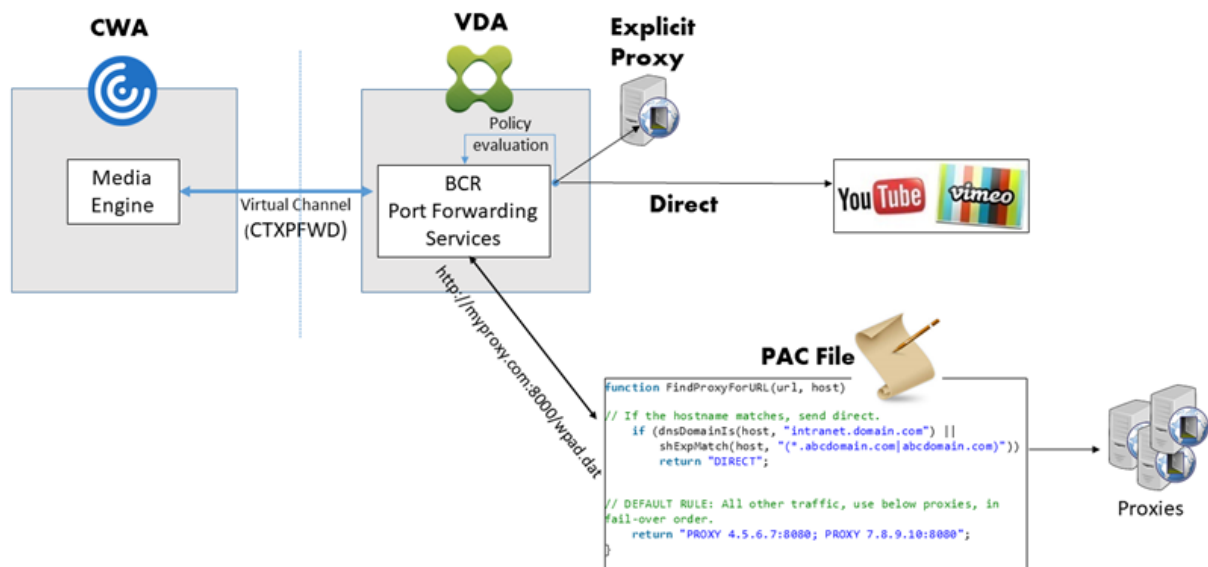 CWA
VDA
Explicit
Proxy
Policy
evaluation
Media
Engine
Virtual Channel
(CTXPFWD)
BCR
Port Forwarding
Services
Direct
YouTube
vimeo
http://myproxy.com:8000/wpad.dat
PAC File
function FindProxyForURL(url, host)
// If the hostname matches, send direct.
if (dnsDomainIs(host, "intranet.domain.com") ||
shExpMatch(host, "(*.abcdomain.com|abcdomain.com)"))
return "DIRECT";
// DEFAULT RULE: All other traffic, use below proxies, in
fail-over order.
return "PROXY 4.5.6.7:8080; PROXY 7.8.9.10:8080";
}
Proxies